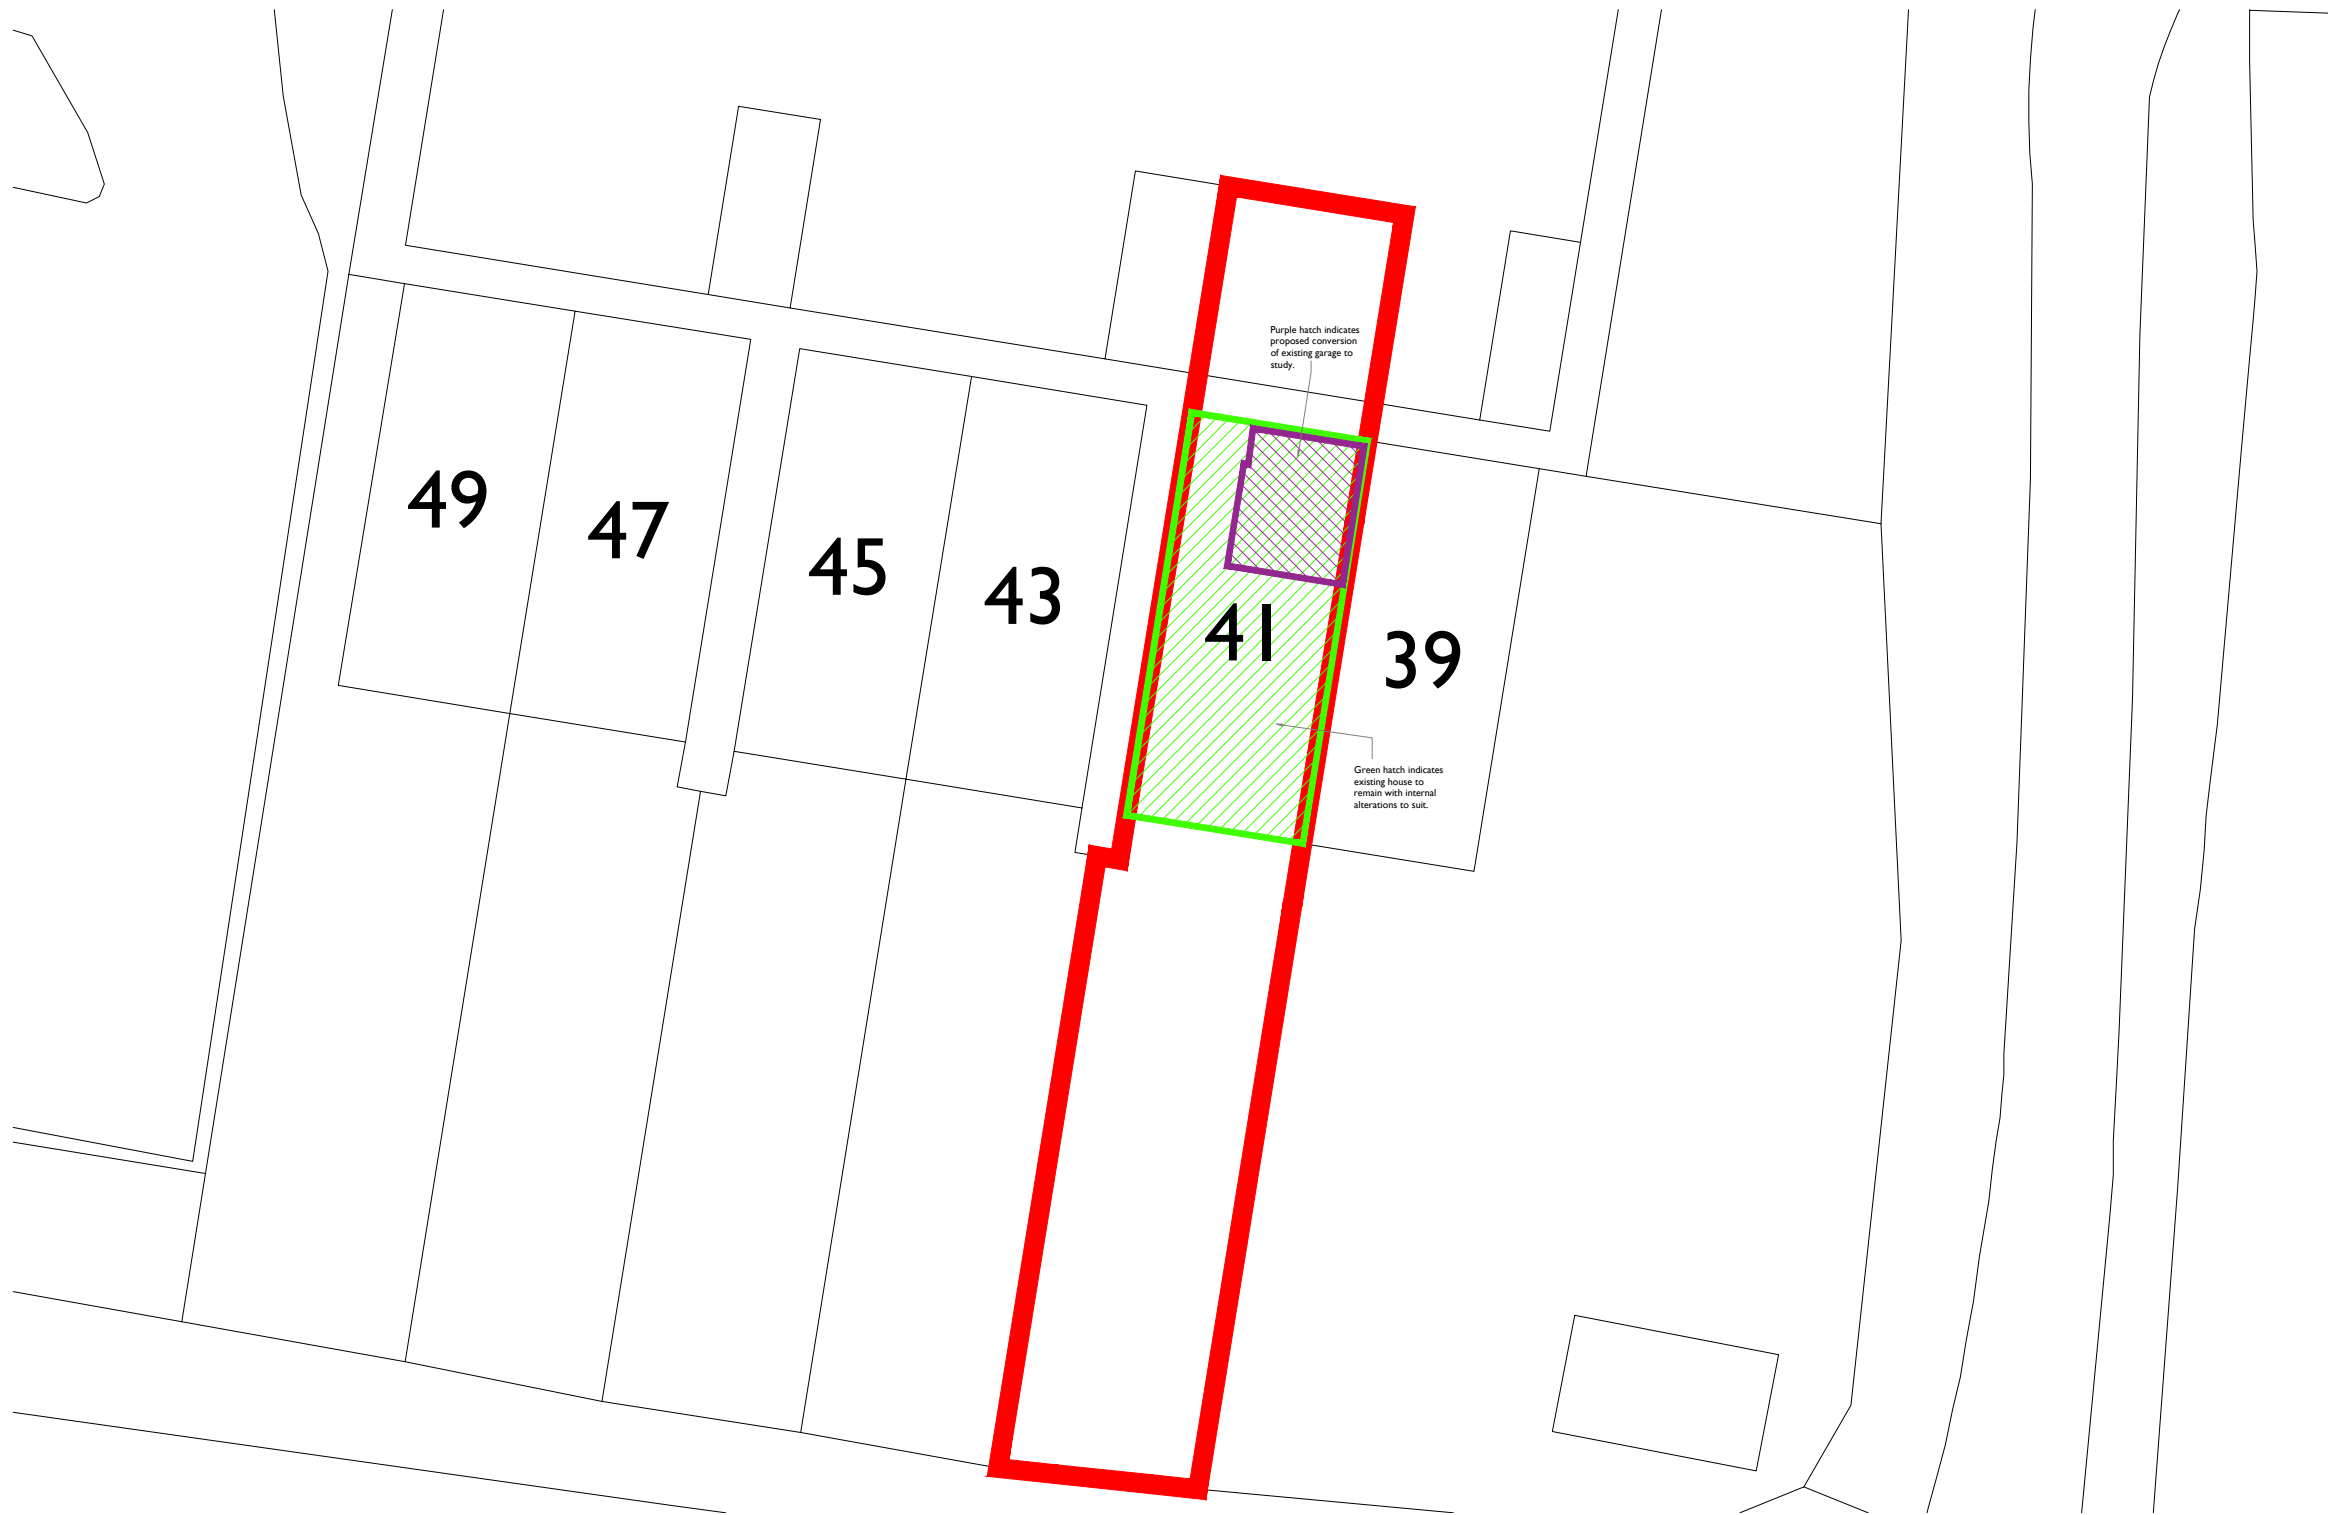 Purple hatch indicates
proposed conversion
of existing garage to
study.
49
47
45
43
41
39
Green hatch indicates
existing house to
remain with internal
alterations to suit.